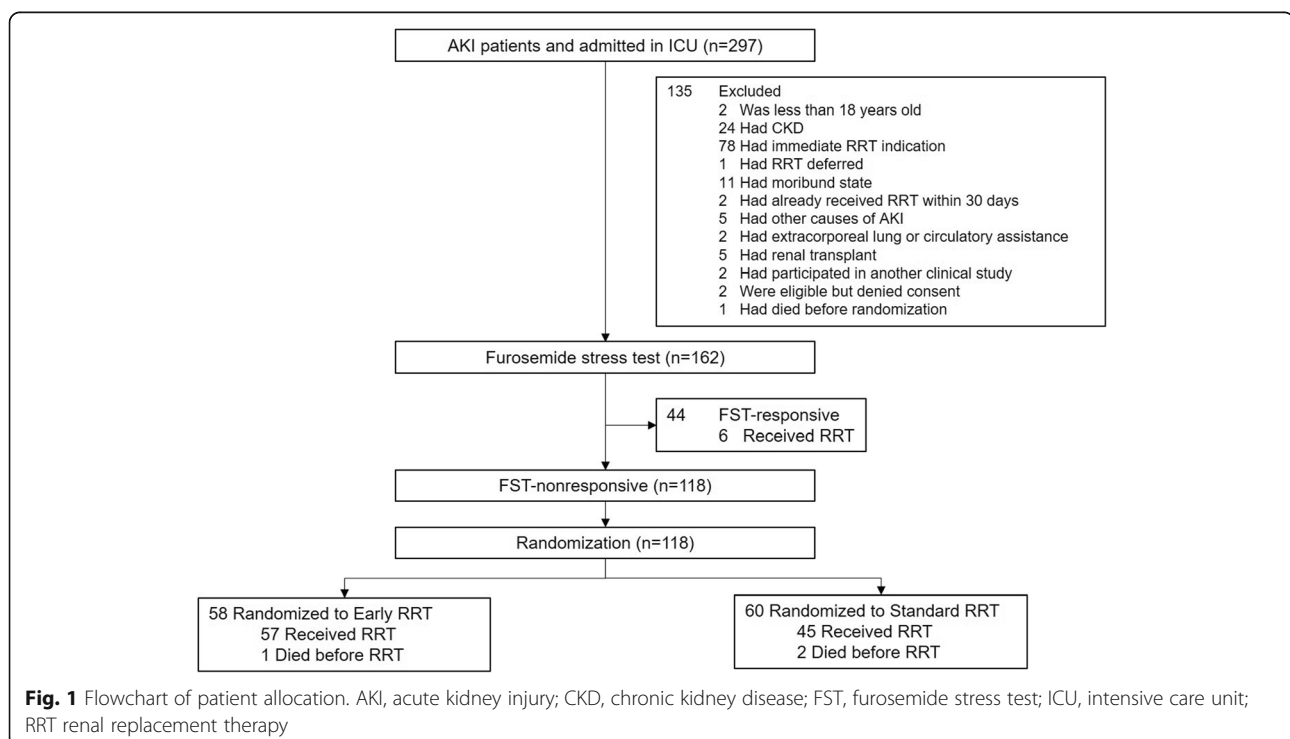 AKI patients and admitted in ICU (n=297)
135 Excluded
2 Was less than 18 years old
24 Had CKD
78 Had immediate RRT indication
1 Had RRT deferred
11 Had moribund state
2 Had already received RRT within 30 days
5 Had other causes of AKI
2 Had extracorporeal lung or circulatory assistance
5 Had renal transplant
2 Had participated in another clinical study
2 Were eligible but denied consent
1 Had died before randomization
Furosemide stress test (n=162)
44 FST-responsive
6 Received RRT
FST-nonresponsive (n=118)
Randomization (n=118)
58 Randomized to Early RRT
57 Received RRT
1 Died before RRT
60 Randomized to Standard RRT
45 Received RRT
2 Died before RRT
Fig. 1 Flowchart of patient allocation. AKI, acute kidney injury; CKD, chronic kidney disease; FST, furosemide stress test; ICU, intensive care unit;
RRT renal replacement therapy